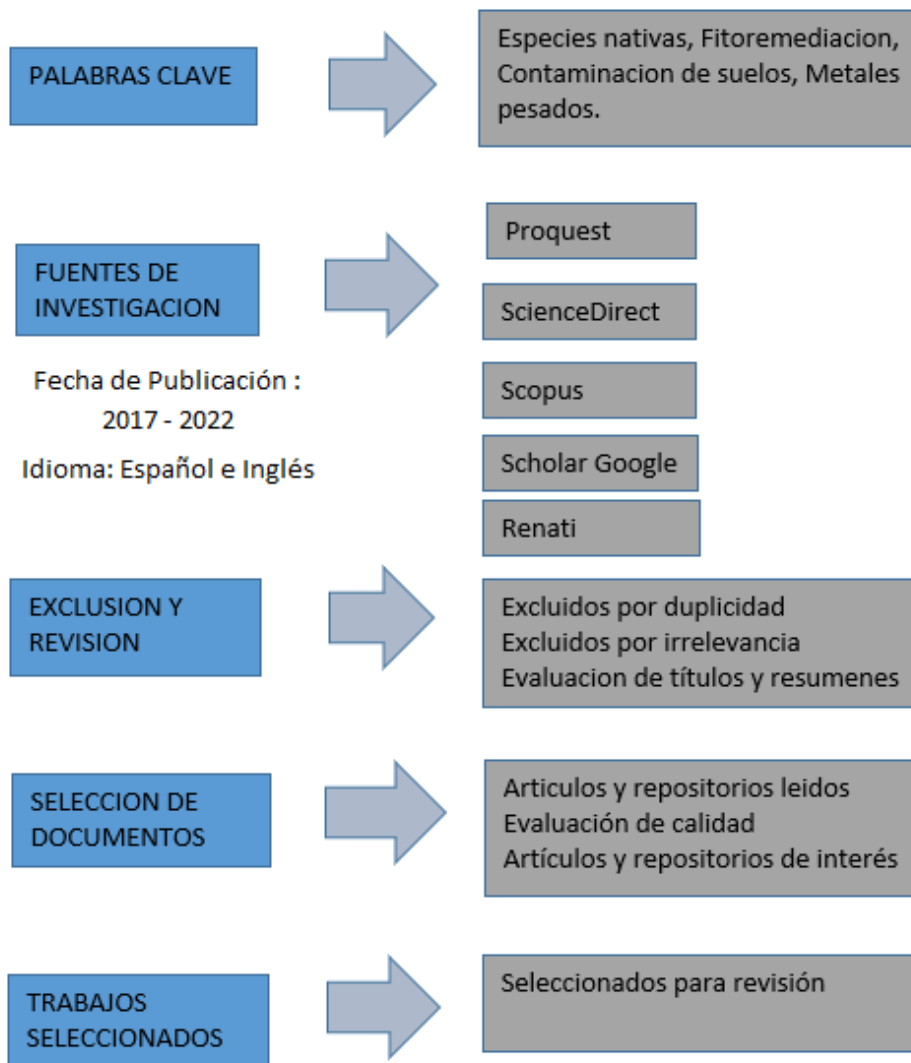 PALABRAS CLAVE
Especies nativas, Fitoremediacion,
Contaminacion de suelos, Metales
pesados.
FUENTES DE
INVESTIGACION
Fecha de Publicación :
2017 - 2022
Idioma: Español e Inglés
Proquest
ScienceDirect
Scopus
Scholar Google
Renati
EXCLUSION Y
REVISION
Excluidos por duplicidad
Excluidos por irrelevancia
Evaluacion de títulos y resumenes
SELECCION DE
DOCUMENTOS
Articulos y repositorios leidos
Evaluación de calidad
Artículos y repositorios de interés
TRABAJOS
SELECCIONADOS
Seleccionados para revisión